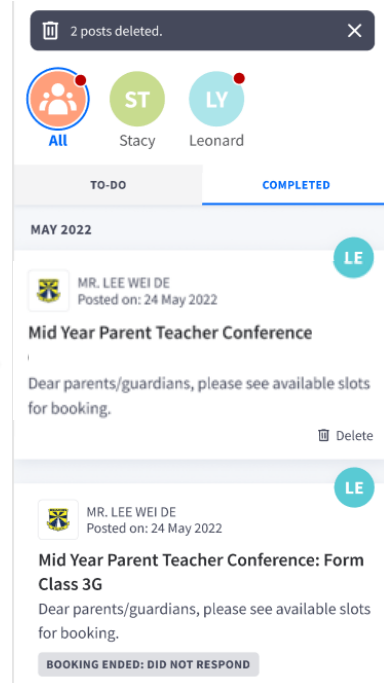 2 posts deleted.
ST
LY
All
Stacy
Leonard
TO-DO
COMPLETED
MAY 2022
LE
MR. LEE WEI DE
Posted on: 24 May 2022
Mid Year Parent Teacher Conference
Dear parents/guardians, please see available slots
for booking.
Delete
LE
MR. LEE WEI DE
Posted on: 24 May 2022
Mid Year Parent Teacher Conference: Form
Class 3G
Dear parents/guardians, please see available slots
for booking.
BOOKING ENDED: DID NOT RESPOND